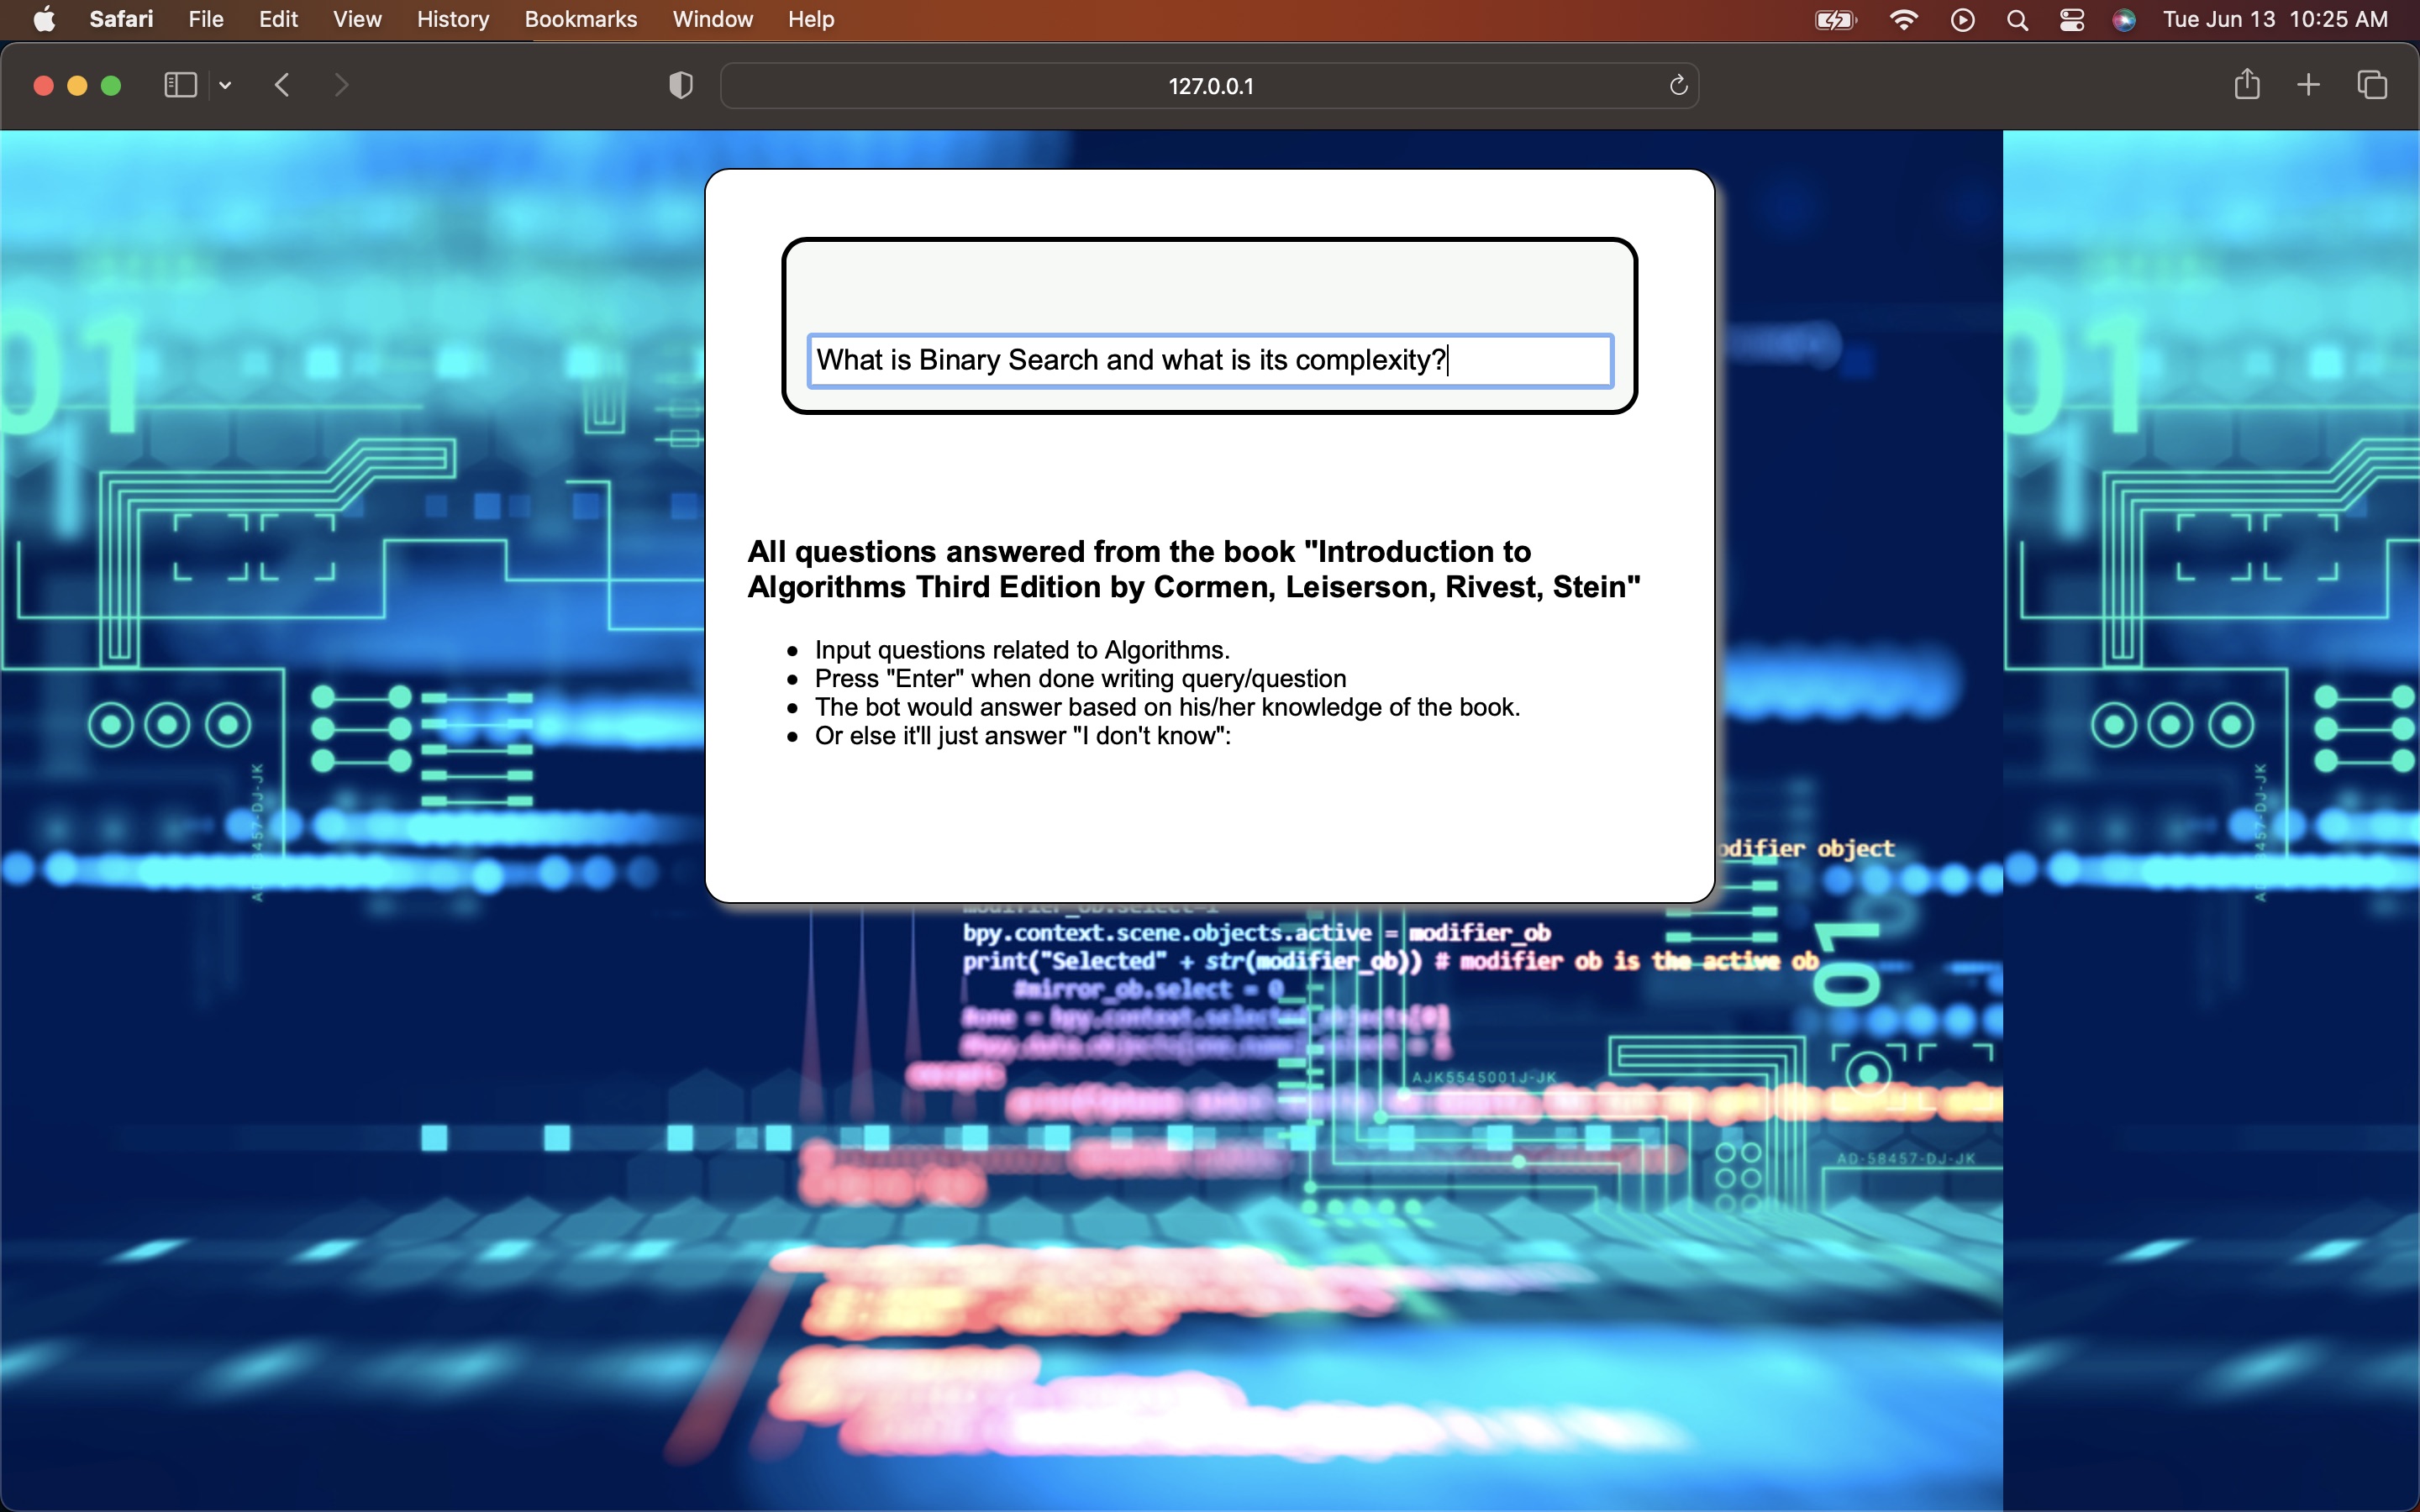 Safari File Edit View History Bookmarks Window Help Tue Jun 13 10:25 AM
127.0.0.1
What is Binary Search and what is its complexity?
All questions answered from the book "Introduction to
Algorithms Third Edition by Cormen, Leiserson, Rivest, Stein"
Input questions related to Algorithms.
Press "Enter" when done writing query/question
The bot would answer based on his/her knowledge of the book.
Or else it'll just answer "I don't know":
01
1
01
1
object
bpy.context.scene.objects.active = modifier_ob
print("Selected" + str(modifier_ob)) # modifier ob is the active ob
#mirror_ob.select = 0
01
AJK5545001J-JK
AD-58457-DJ-JK